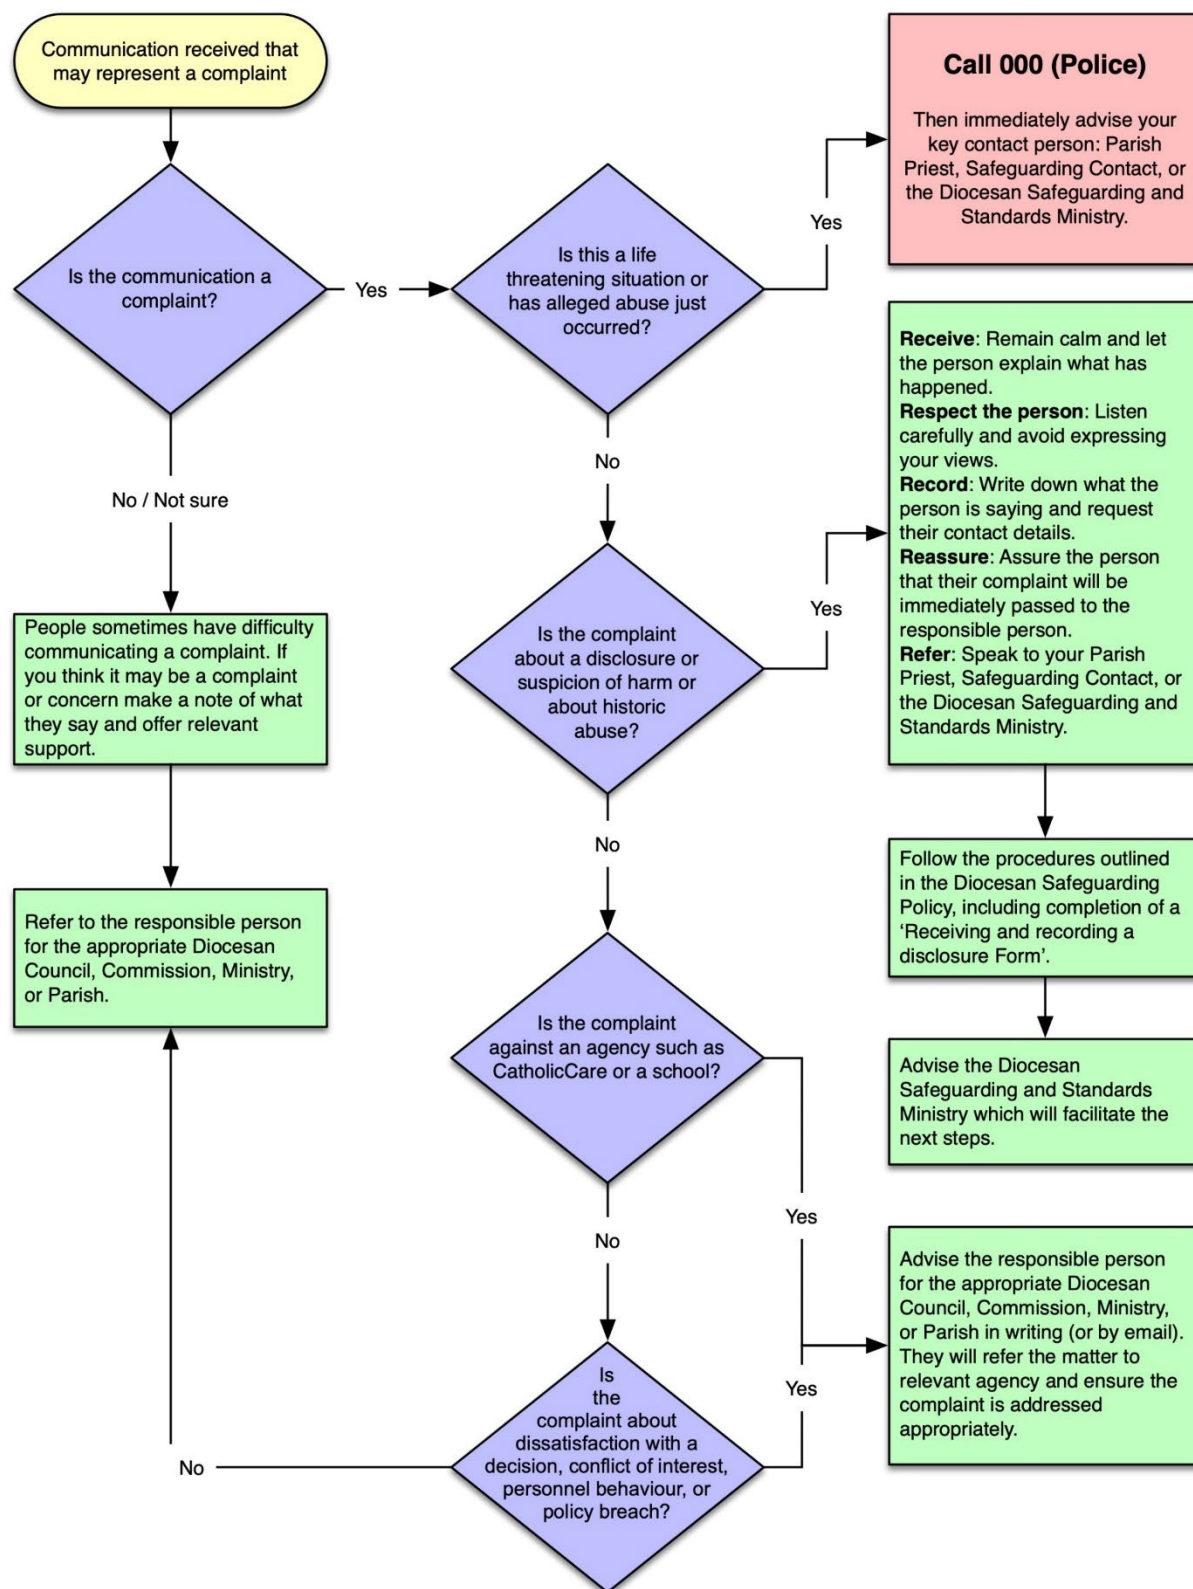 Communication received that
may represent a complaint
Call 000 (Police)
Then immediately advise your
key contact person: Parish
Priest, Safeguarding Contact, or
the Diocesan Safeguarding and
Standards Ministry.
Is the communication a
complaint?
Yes
Is this a life
threatening situation or
has alleged abuse just
occurred?
Yes
No / Not sure
No
Receive: Remain calm and let
the person explain what has
happened.
Respect the person: Listen
carefully and avoid expressing
your views.
Record: Write down what the
person is saying and request
their contact details.
Reassure: Assure the person
that their complaint will be
immediately passed to the
responsible person.
Refer: Speak to your Parish
Priest, Safeguarding Contact, or
the Diocesan Safeguarding and
Standards Ministry.
People sometimes have difficulty
communicating a complaint. If
you think it may be a complaint
or concern make a note of what
they say and offer relevant
support.
Is the complaint
about a disclosure or
suspicion of harm or
about historic
abuse?
Yes
No
Follow the procedures outlined
in the Diocesan Safeguarding
Policy, including completion of a
‘Receiving and recording a
disclosure Form’.
Refer to the responsible person
for the appropriate Diocesan
Council, Commission, Ministry,
or Parish.
Is the complaint
against an agency such as
CatholicCare or a school?
Advise the Diocesan
Safeguarding and Standards
Ministry which will facilitate the
next steps.
Yes
No
Advise the responsible person
for the appropriate Diocesan
Council, Commission, Ministry,
or Parish in writing (or by email).
They will refer the matter to
relevant agency and ensure the
complaint is addressed
appropriately.
Is
the
complaint about
dissatisfaction with a
decision, conflict of interest,
personnel behaviour, or
policy breach?
Yes
No